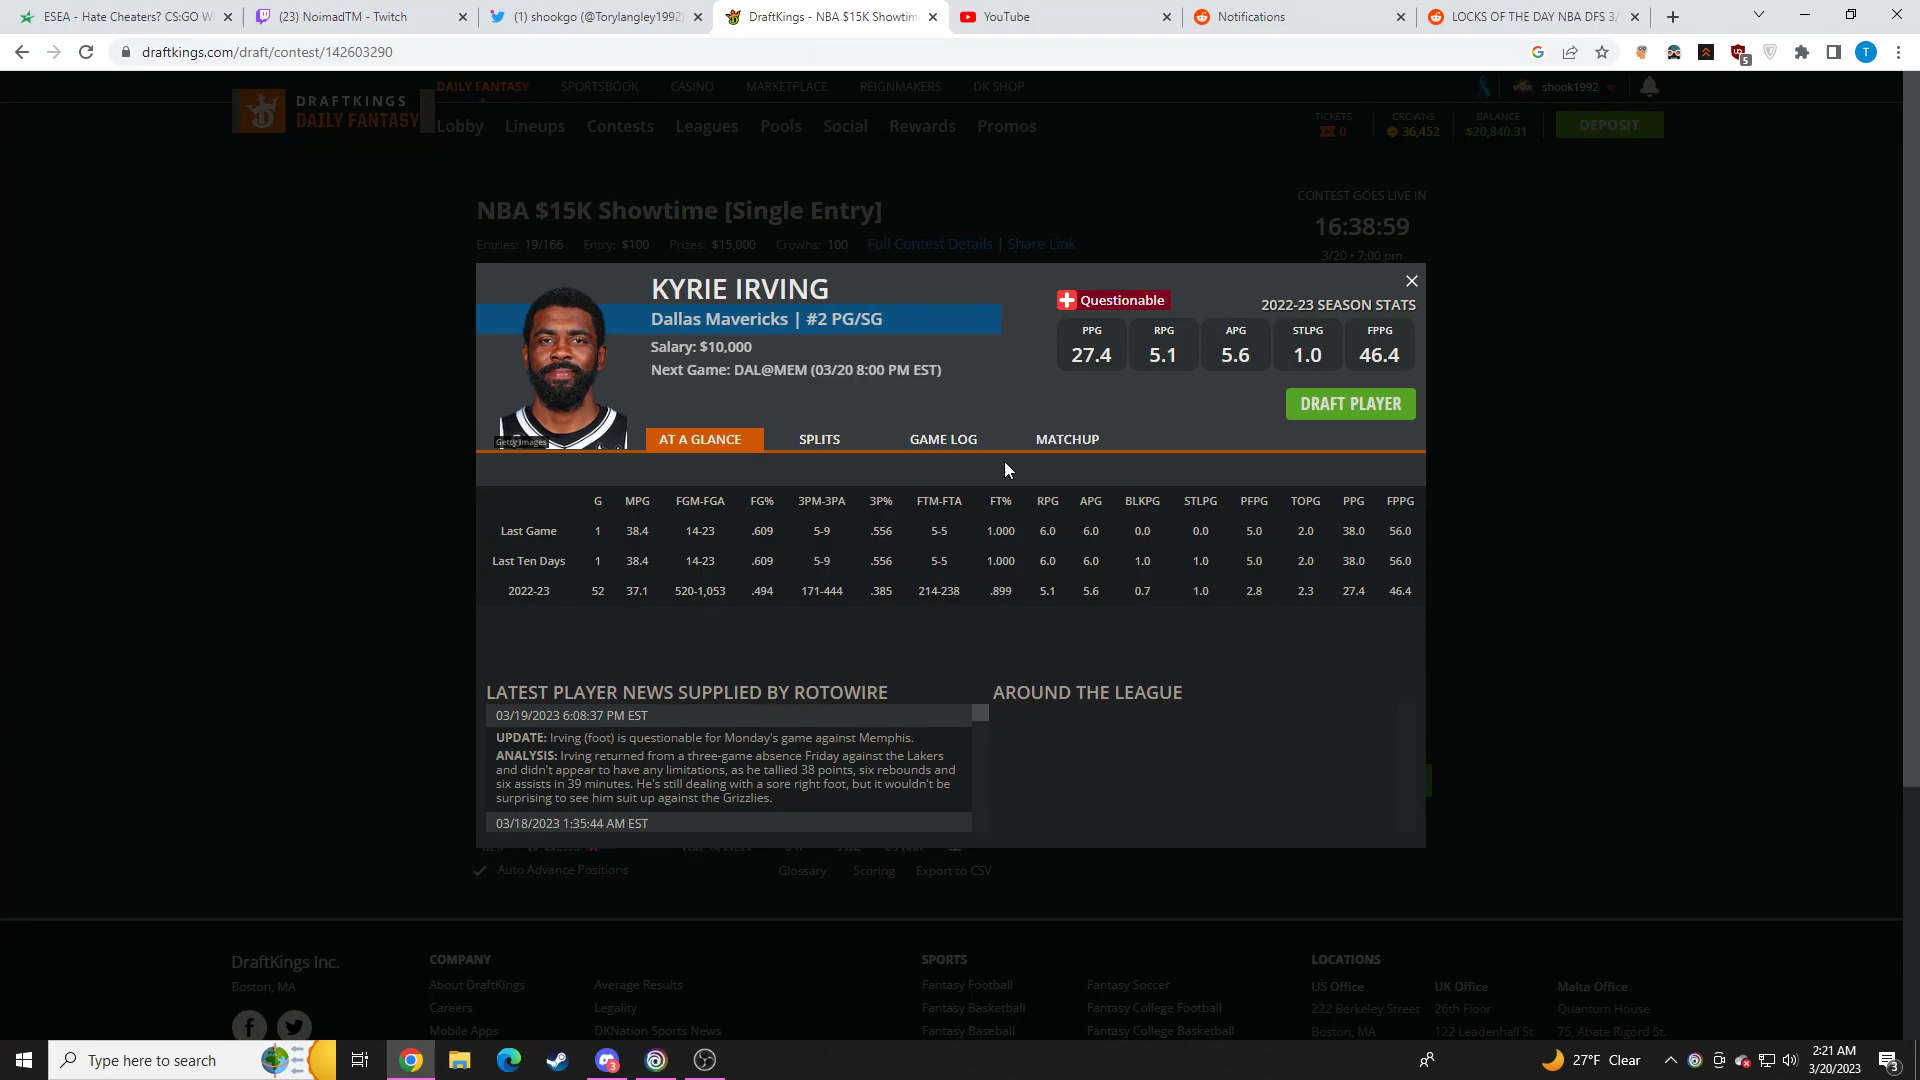 ESEA - Hate Cheaters? CS:GO W
(23) NoimadTM - Twitch
(1) shookgo (@Torylangley1992)
DraftKings - NBA $15K Showtim
YouTube
Notifications
LOCKS OF THE DAY NBA DFS 3/
draftkings.com/draft/contest/142603290
5
T
DRAFTKINGS
DAILY FANTASY
DAILY FANTASY
SPORTSBOOK
CASINO
MARKETPLACE
REIGNMAKERS
DK SHOP
shook1992
Lobby
Lineups
Contests
Leagues
Pools
Social
Rewards
Promos
TICKETS
0
CROWNS
36,452
BALANCE
$20,840.31
DEPOSIT
NBA $15K Showtime [Single Entry]
CONTEST GOES LIVE IN
16:38:59
Entries: 19/166 Entry: $100 Prizes: $15,000 Crowns: 100 Full Contest Details | Share Link
3/20 • 7:00 pm
KYRIE IRVING
Dallas Mavericks | #2 PG/SG
Salary: $10,000
Next Game: DAL@MEM (03/20 8:00 PM EST)
Getty Images
Questionable
2022-23 SEASON STATS
PPG RPG APG STLPG FPPG
27.4 5.1 5.6 1.0 46.4
DRAFT PLAYER
AT A GLANCE SPLITS GAME LOG MATCHUP
G MPG FGM-FGA FG% 3PM-3PA 3P% FTM-FTA FT% RPG APG BLKPG STLPG PFPG TOPG PPG FPPG
Last Game 1 38.4 14-23 .609 5-9 .556 5-5 1.000 6.0 6.0 0.0 0.0 5.0 2.0 38.0 56.0
Last Ten Days 1 38.4 14-23 .609 5-9 .556 5-5 1.000 6.0 6.0 1.0 1.0 5.0 2.0 38.0 56.0
2022-23 52 37.1 520-1,053 .494 171-444 .385 214-238 .899 5.1 5.6 0.7 1.0 2.8 2.3 27.4 46.4
LATEST PLAYER NEWS SUPPLIED BY ROTOWIRE
AROUND THE LEAGUE
03/19/2023 6:08:37 PM EST
UPDATE: Irving (foot) is questionable for Monday's game against Memphis.
ANALYSIS: Irving returned from a three-game absence Friday against the Lakers
and didn't appear to have any limitations, as he tallied 38 points, six rebounds and
six assists in 39 minutes. He's still dealing with a sore right foot, but it wouldn't be
surprising to see him suit up against the Grizzlies.
03/18/2023 1:35:44 AM EST
Auto Advance Positions
Glossary
Scoring
Export to CSV
DraftKings Inc.
Boston, MA
COMPANY
About DraftKings
Careers
Mobile Apps
Average Results
Legality
DKNation Sports News
SPORTS
Fantasy Football
Fantasy Basketball
Fantasy Baseball
Fantasy Soccer
Fantasy College Football
Fantasy College Basketball
LOCATIONS
US Office
222 Berkeley Street
Boston, MA
UK Office
26th Floor
122 Leadenhall St
Malta Office
Quantum House
75, Abate Rigord St.
Type here to search
3
27°F Clear
2:21 AM
3/20/2023
3